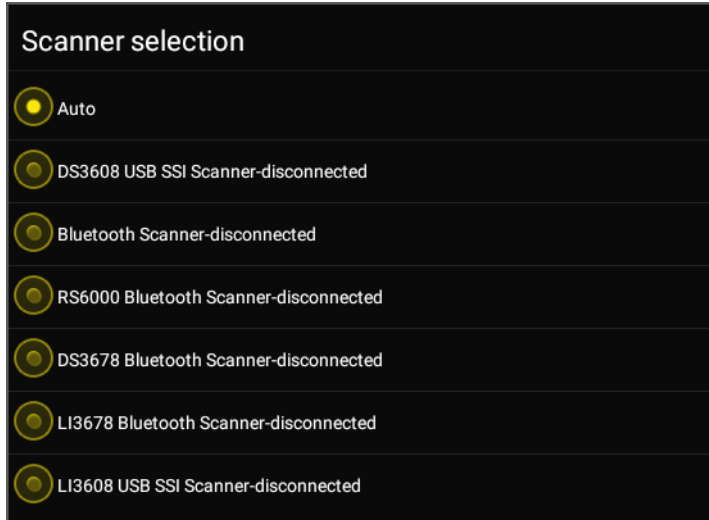 Scanner selection
Auto
DS3608 USB SSI Scanner-disconnected
Bluetooth Scanner-disconnected
RS6000 Bluetooth Scanner-disconnected
DS3678 Bluetooth Scanner-disconnected
LI3678 Bluetooth Scanner-disconnected
LI3608 USB SSI Scanner-disconnected